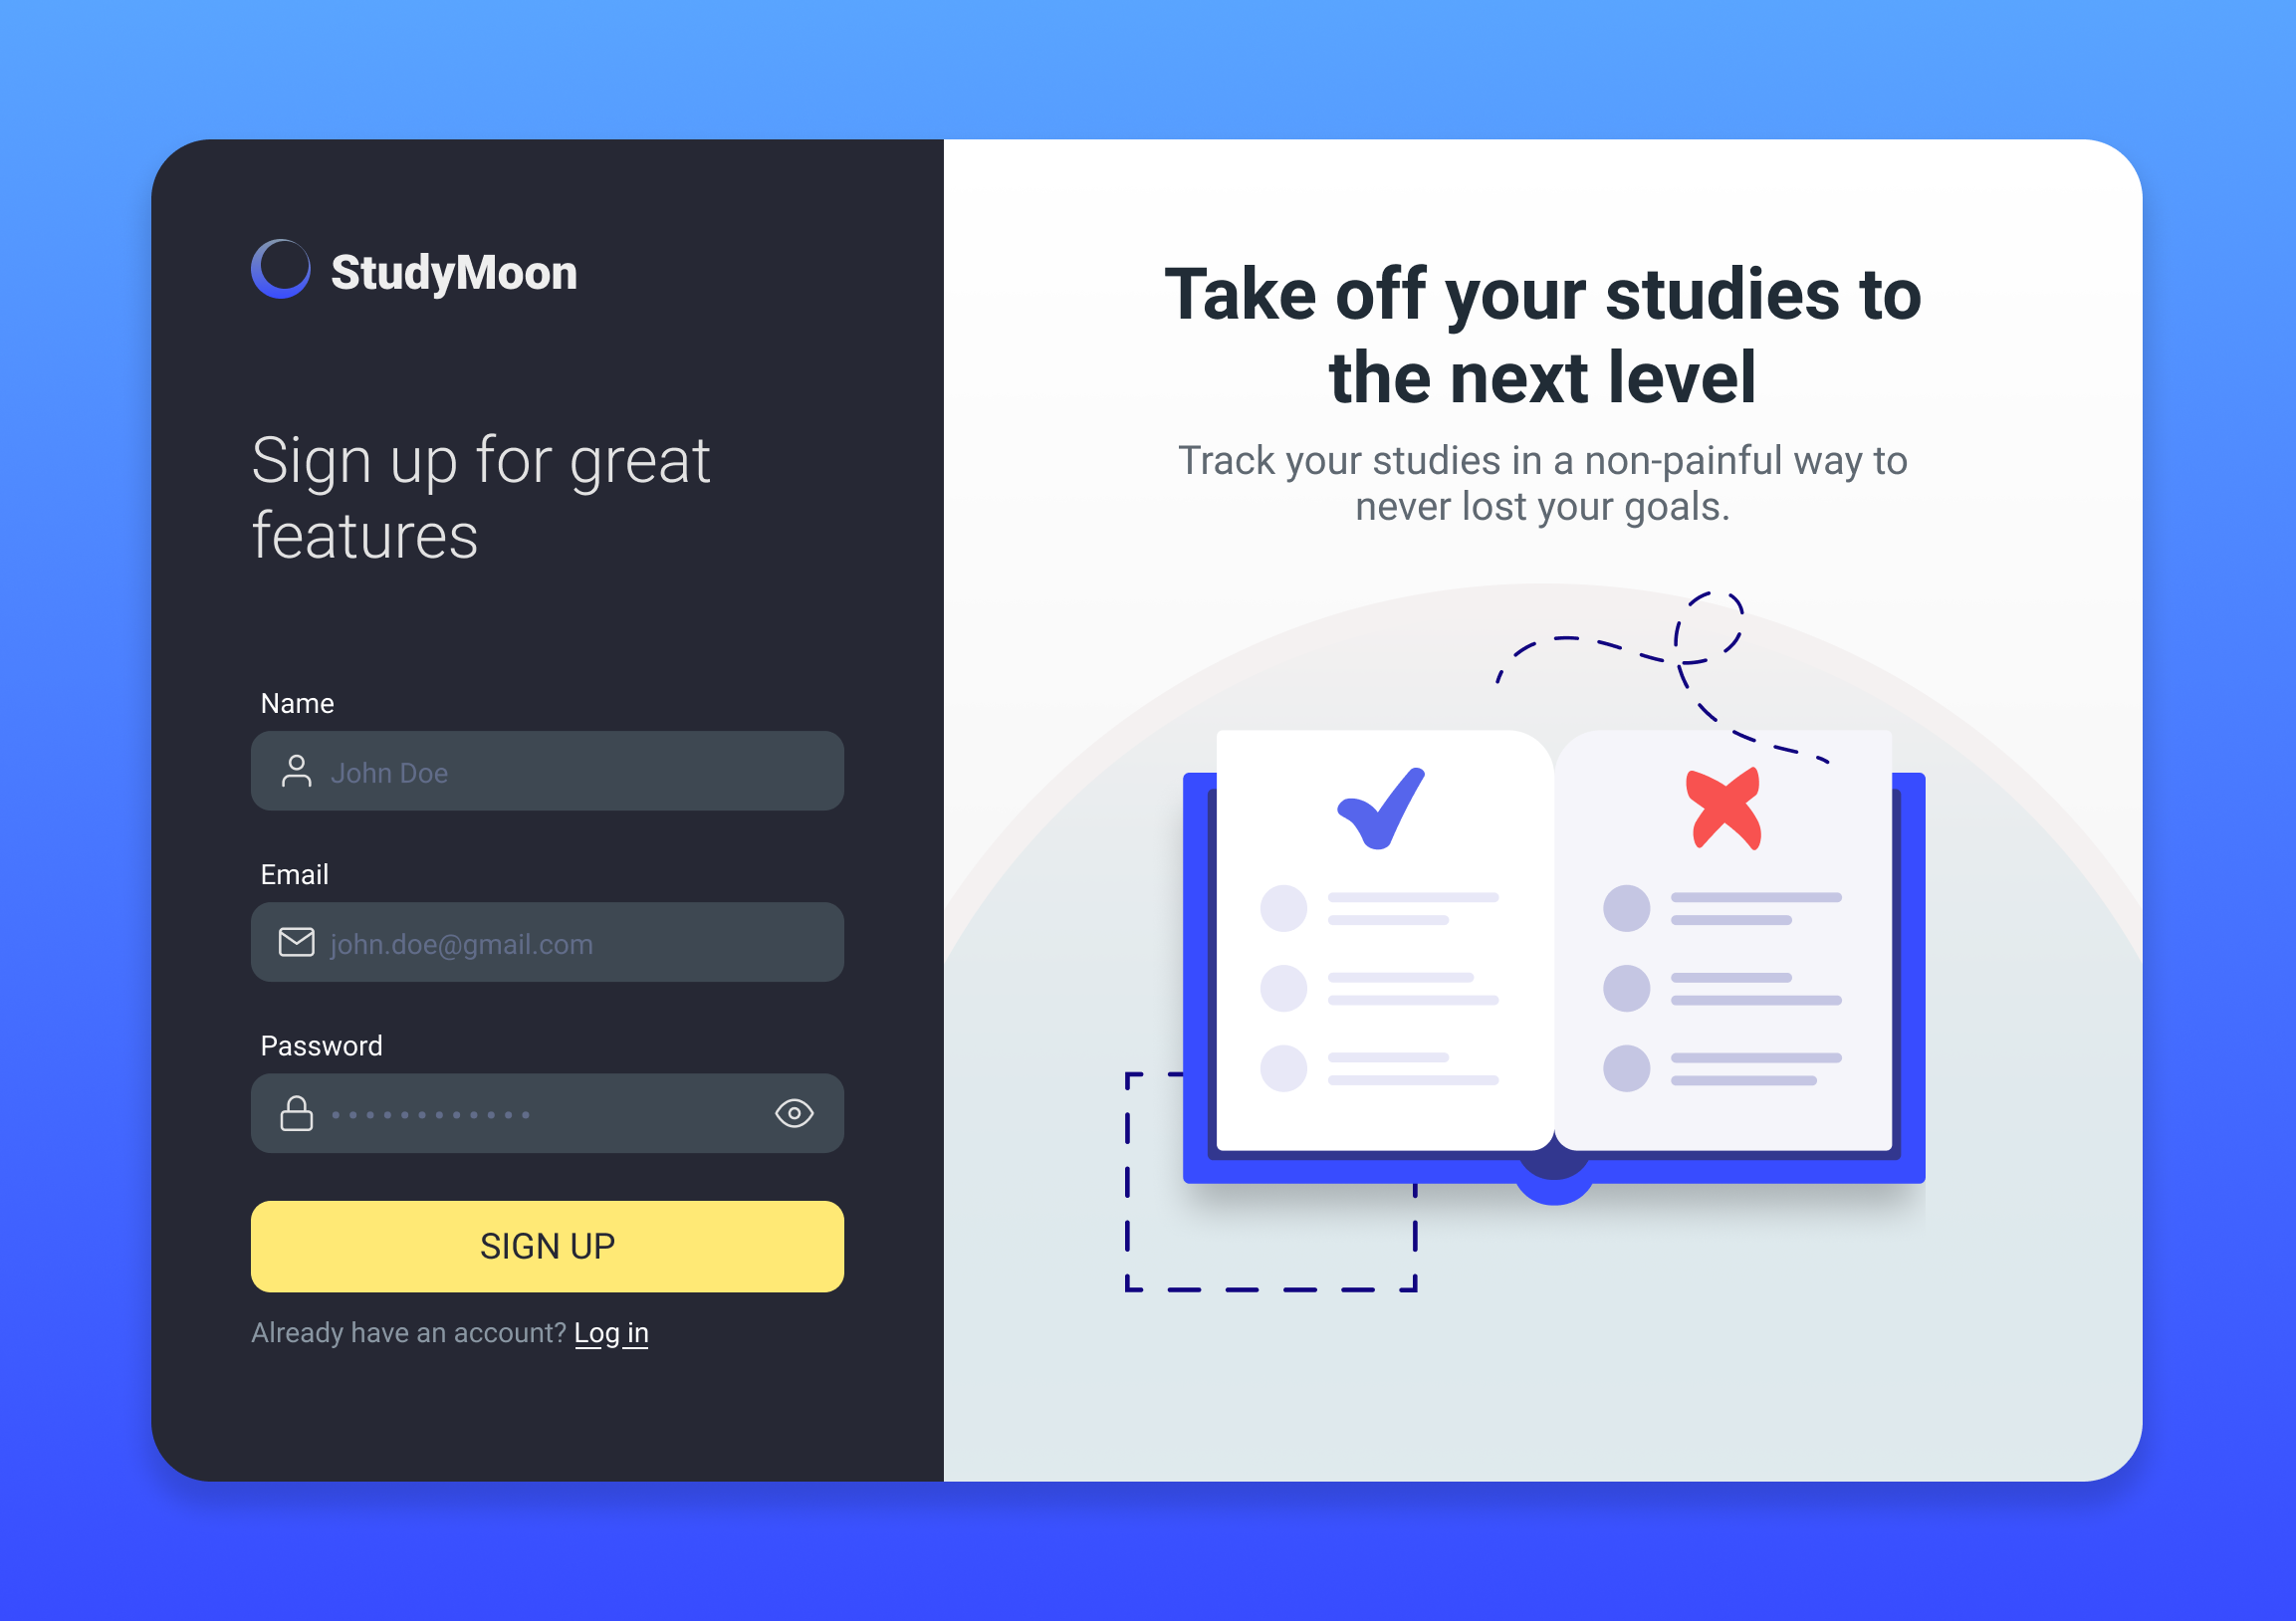 StudyMoon
Sign up for great
features
Name
John Doe
Email
john.doe@gmail.com
Password
SIGN UP
Already have an account? Log in
Take off your studies to
the next level
Track your studies in a non-painful way to
never lost your goals.